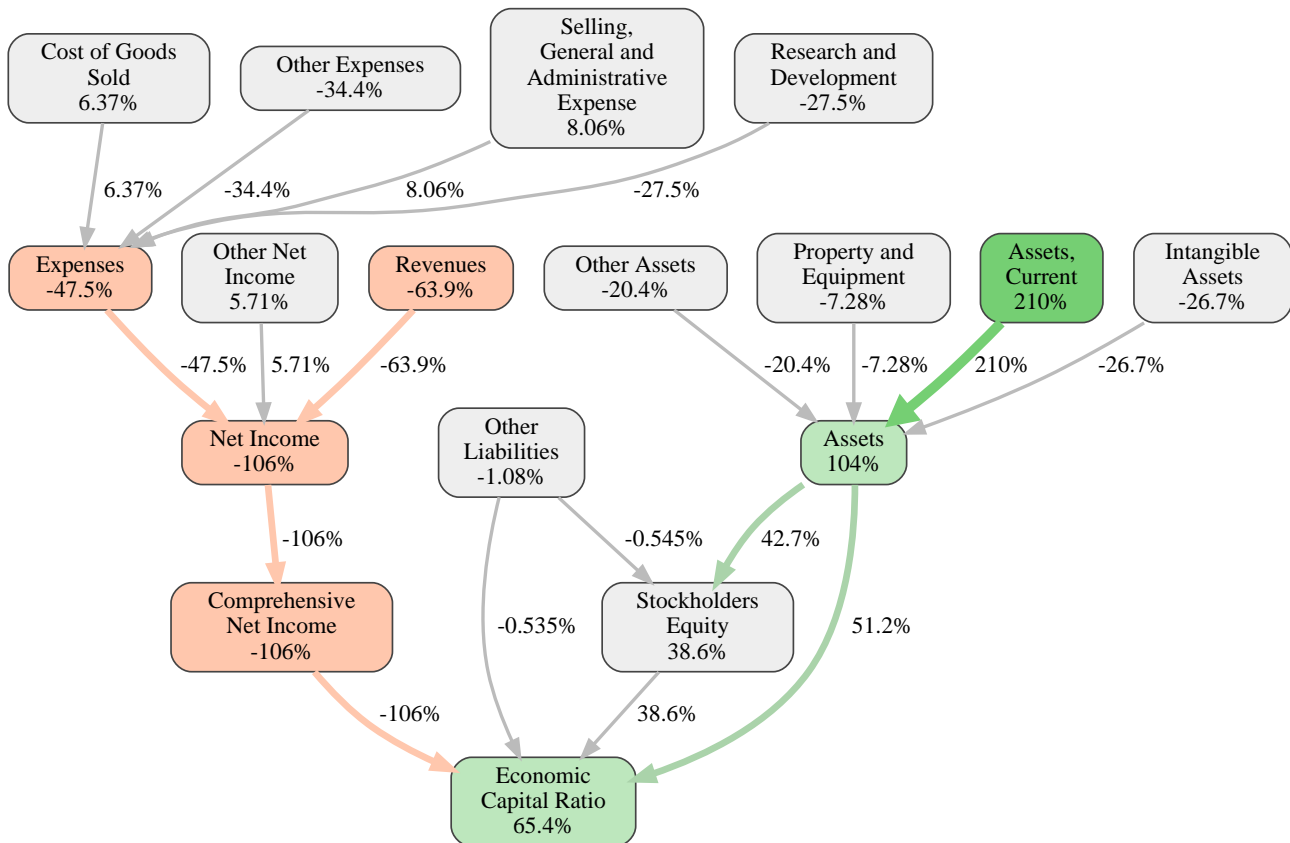 Cost of Goods
Sold
6.37%
Other Expenses
-34.4%
Selling,
General and
Administrative
Expense
8.06%
Research and
Development
-27.5%
6.37%
-34.4%
8.06%
-27.5%
Expenses
-47.5%
Other Net
Income
5.71%
Revenues
-63.9%
Other Assets
-20.4%
Property and
Equipment
-7.28%
Assets,
Current
210%
Intangible
Assets
-26.7%
-47.5%
5.71%
-63.9%
-20.4%
-7.28%
210%
-26.7%
Net Income
-106%
Other
Liabilities
-1.08%
Assets
104%
-106%
-0.545%
42.7%
Comprehensive
Net Income
-106%
-0.535%
Stockholders
Equity
38.6%
51.2%
-106%
38.6%
Economic
Capital Ratio
65.4%